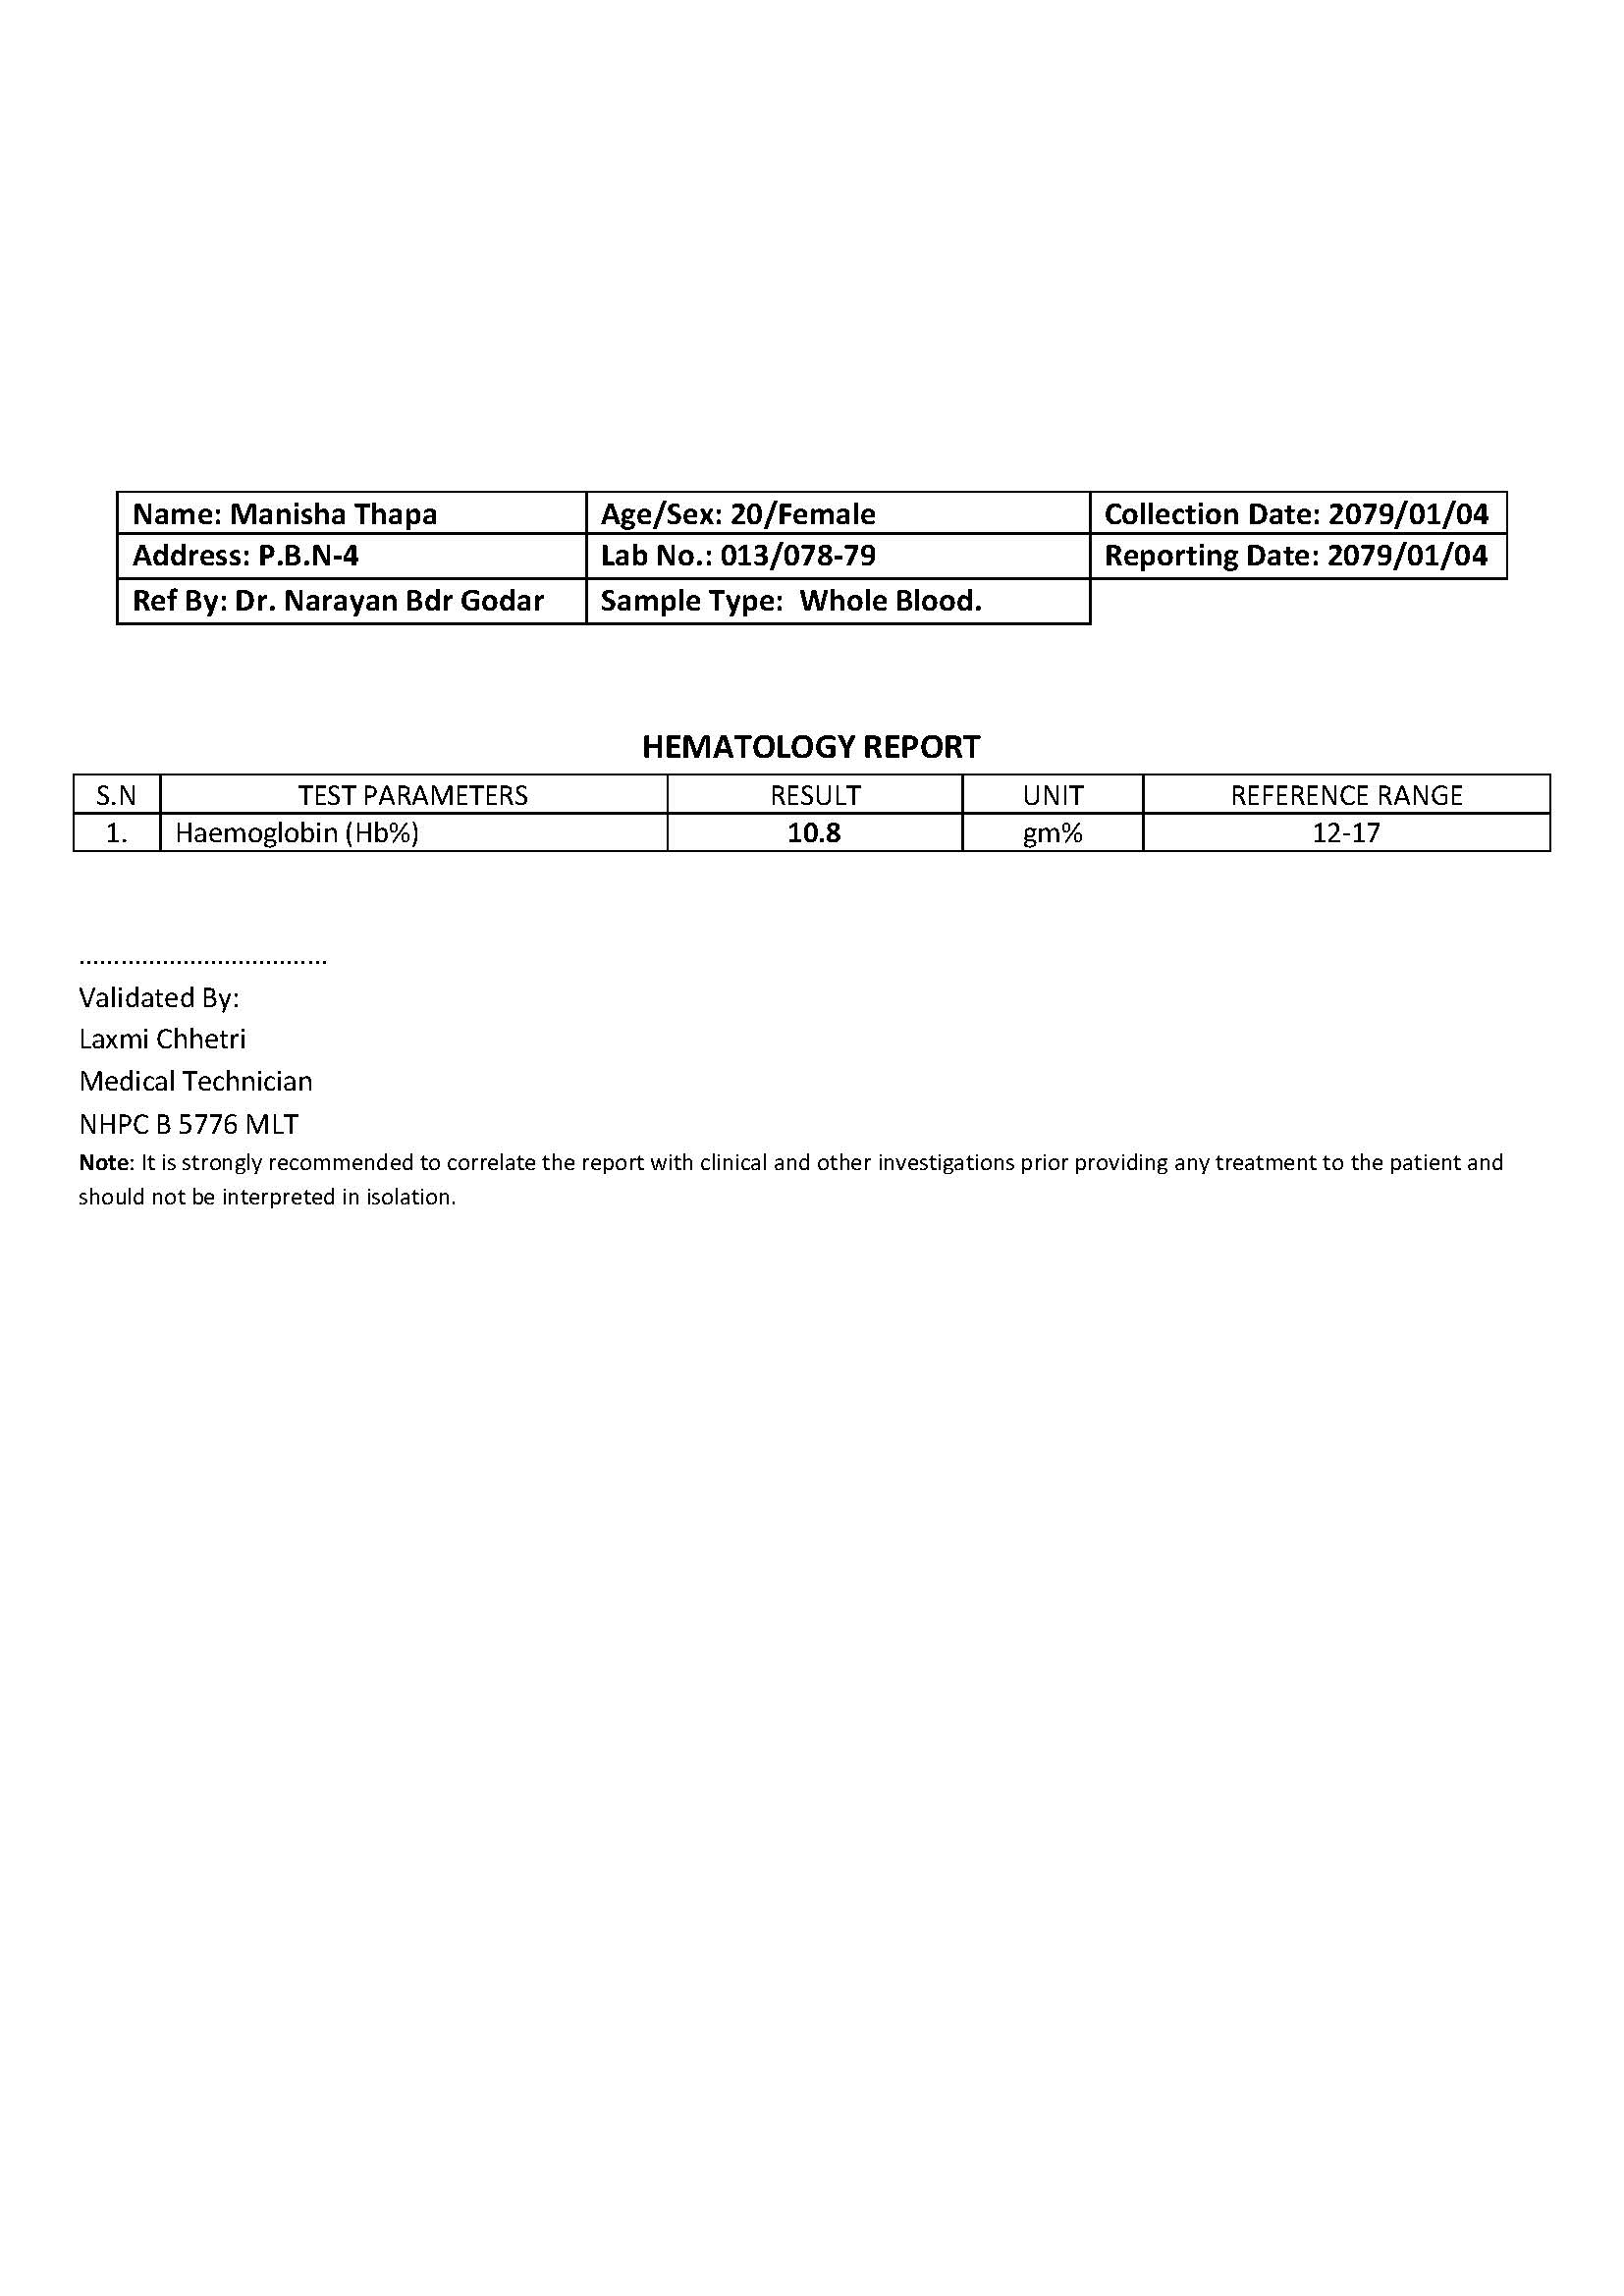 Name: Manisha Thapa Age/Sex: 20/Female Collection Date: 2079/01/04
Address: P.B.N-4 Lab No.: 013/078-79 Reporting Date: 2079/01/04
Ref By: Dr. Narayan Bdr Godar Sample Type: Whole Blood.
HEMATOLOGY REPORT
S.N TEST PARAMETERS RESULT UNIT REFERENCE RANGE
1. Haemoglobin (Hb%) 10.8 gm% 12-17
....................................
Validated By:
Laxmi Chhetri
Medical Technician
NHPC B 5776 MLT
Note: It is strongly recommended to correlate the report with clinical and other investigations prior providing any treatment to the patient and
should not be interpreted in isolation.